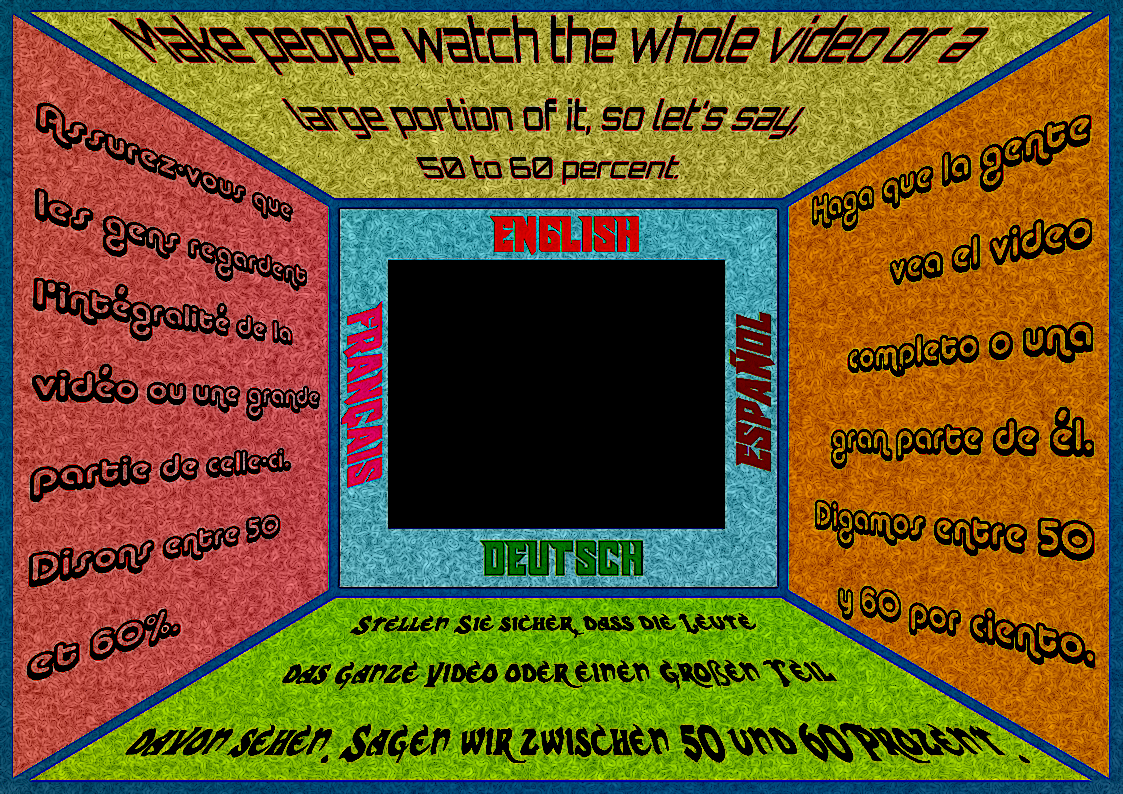 Make people watch the whole video or a
large portion of it, so let's say,
50 to 60 percent.
Assurez-vous que
les gens regardent
l'intégralité de la
vidéo ou une grande
partie de celle-ci.
Disons entre 50
et 60%.
ENGLISH
FRANÇAIS
ESPAÑOL
DEUTSCH
Haga que la gente
vea el video
completo o una
gran parte de él.
Digamos entre 50
y 60 por ciento.
Stellen Sie sicher, dass die Leute
das ganze Video oder einen großen Teil
davon sehen. Sagen wir zwischen 50 und 60 Prozent.